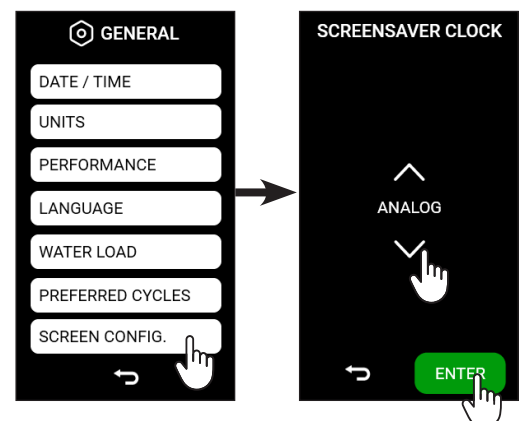 GENERAL
DATE / TIME
UNITS
PERFORMANCE
LANGUAGE
WATER LOAD
PREFERRED CYCLES
SCREEN CONFIG.
SCREENSAVER CLOCK
ANALOG
ENTER